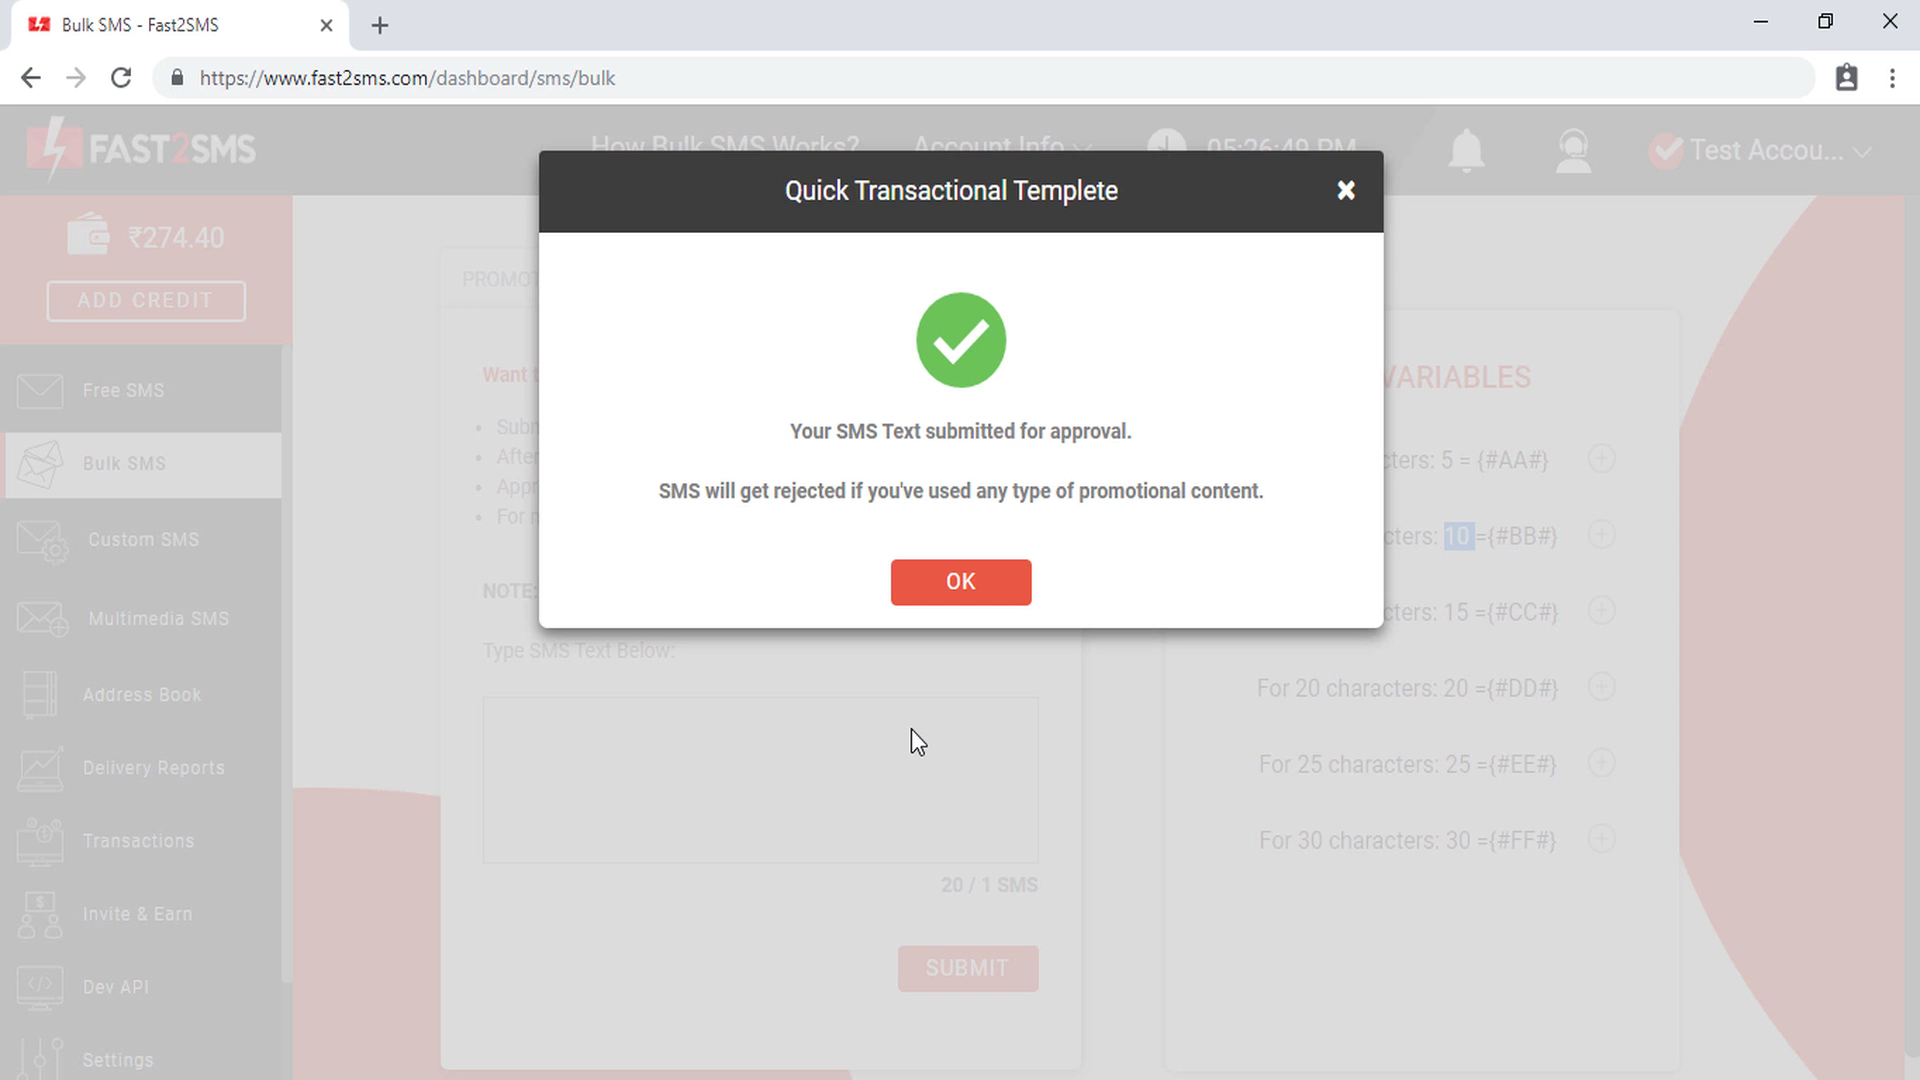 Bulk SMS - Fast2SMS
https://www.fast2sms.com/dashboard/sms/bulk
FAST2SMS
How Bulk SMS Works?
Account Info
05:26:49 PM
Test Accou...
₹274.40
ADD CREDIT
Free SMS
Bulk SMS
Custom SMS
Multimedia SMS
Address Book
Delivery Reports
Transactions
Invite & Earn
Dev API
Settings
Quick Transactional Templete
Your SMS Text submitted for approval.
SMS will get rejected if you've used any type of promotional content.
OK
Want
NOTE:
Type SMS Text Below:
20 / 1 SMS
SUBMIT
VARIABLES
5 = {#AA#}
10 ={#BB#}
15 ={#CC#}
For 20 characters: 20 ={#DD#}
For 25 characters: 25 ={#EE#}
For 30 characters: 30 ={#FF#}